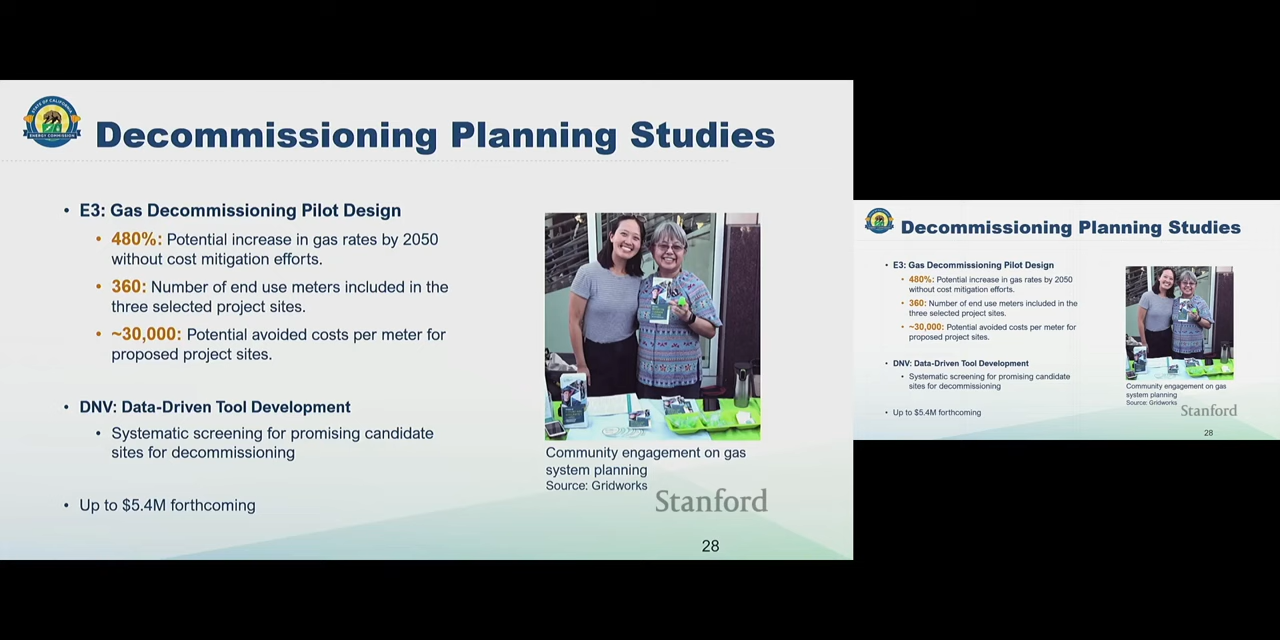 STATE OF CALIFORNIA
ENERGY COMMISSION
Decommissioning Planning Studies
• E3: Gas Decommissioning Pilot Design
• 480%: Potential increase in gas rates by 2050
without cost mitigation efforts.
• 360: Number of end use meters included in the
three selected project sites.
• ~30,000: Potential avoided costs per meter for
proposed project sites.
• DNV: Data-Driven Tool Development
• Systematic screening for promising candidate
sites for decommissioning
• Up to $5.4M forthcoming
Community engagement on gas
system planning
Source: Gridworks
Stanford
28
Decommissioning Planning Studies
• E3: Gas Decommissioning Pilot Design
• 480%: Potential increase in gas rates by 2050
without cost mitigation efforts.
• 360: Number of end use meters included in the
three selected project sites.
• ~30,000: Potential avoided costs per meter for
proposed project sites.
• DNV: Data-Driven Tool Development
• Systematic screening for promising candidate
sites for decommissioning
• Up to $5.4M forthcoming
Community engagement on gas
system planning
Source: Gridworks
Stanford
28